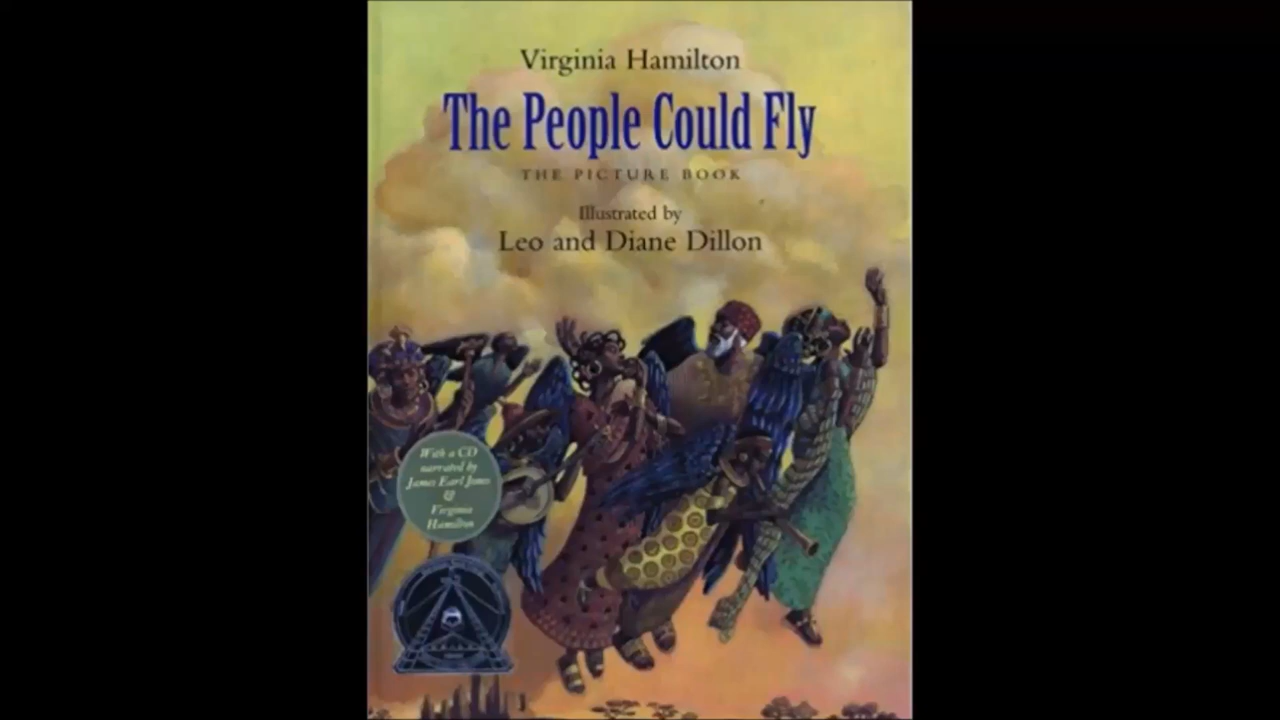 Virginia Hamilton
The People Could Fly
THE PICTURE BOOK
Illustrated by
Leo and Diane Dillon
With a CD
narrated by
James Earl Jones
&
Virginia
Hamilton